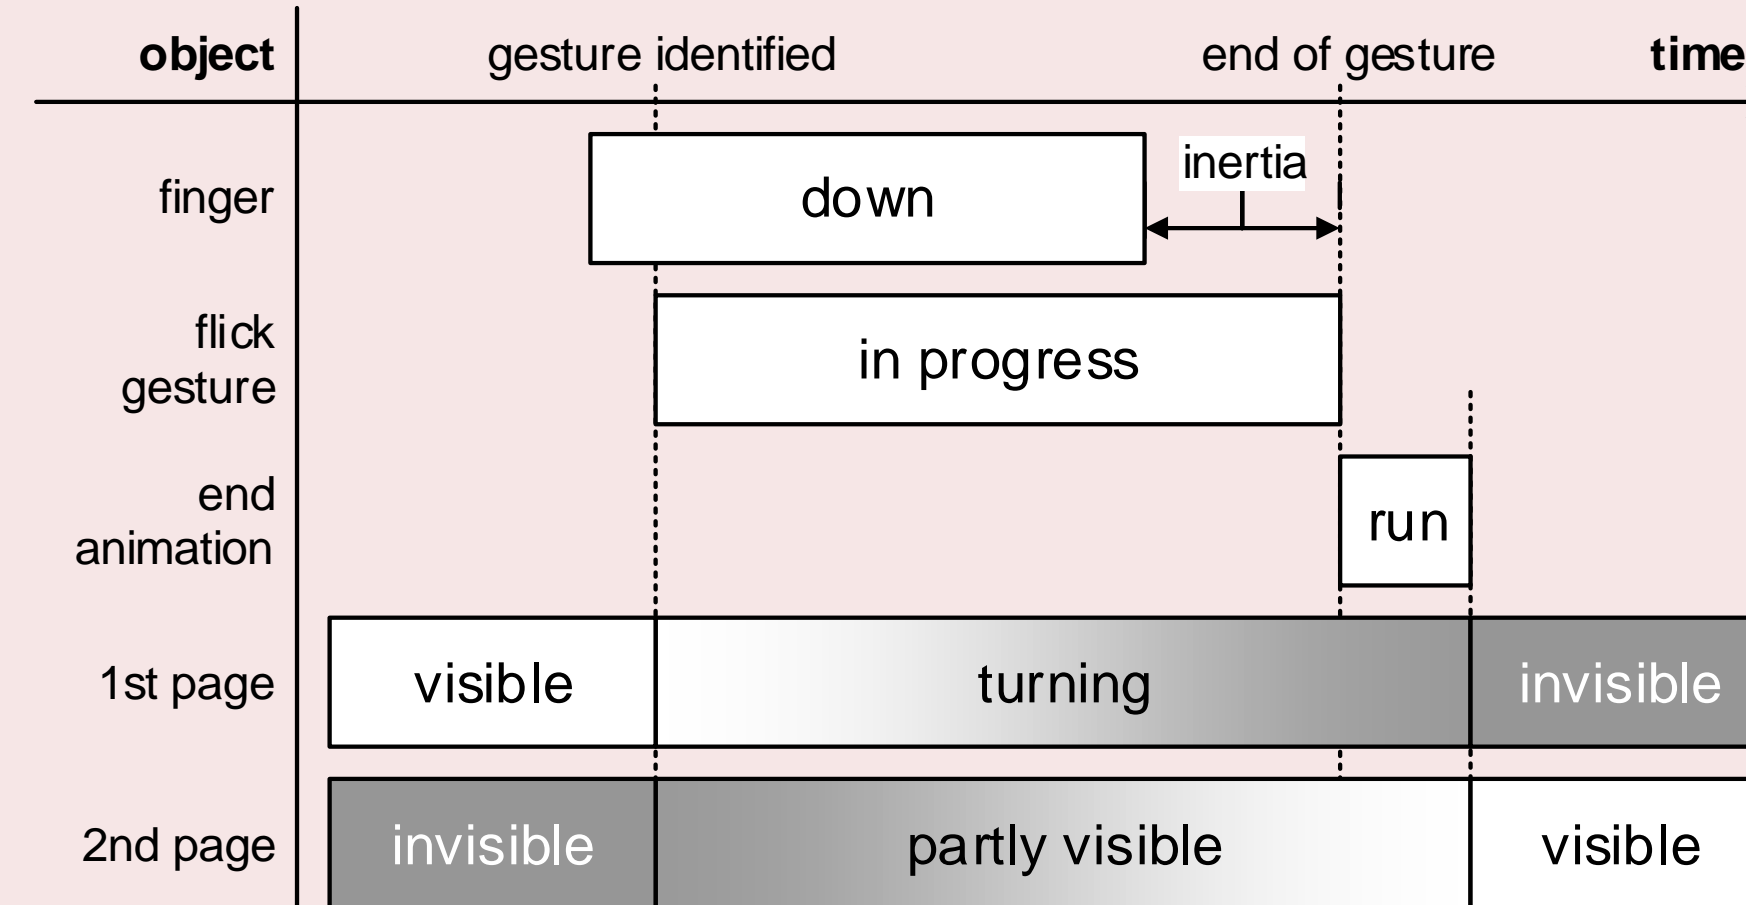 object gesture identified end of gesture time
finger down inertia
flick
gesture in progress
end
animation run
1st page visible turning invisible
2nd page invisible partly visible visible